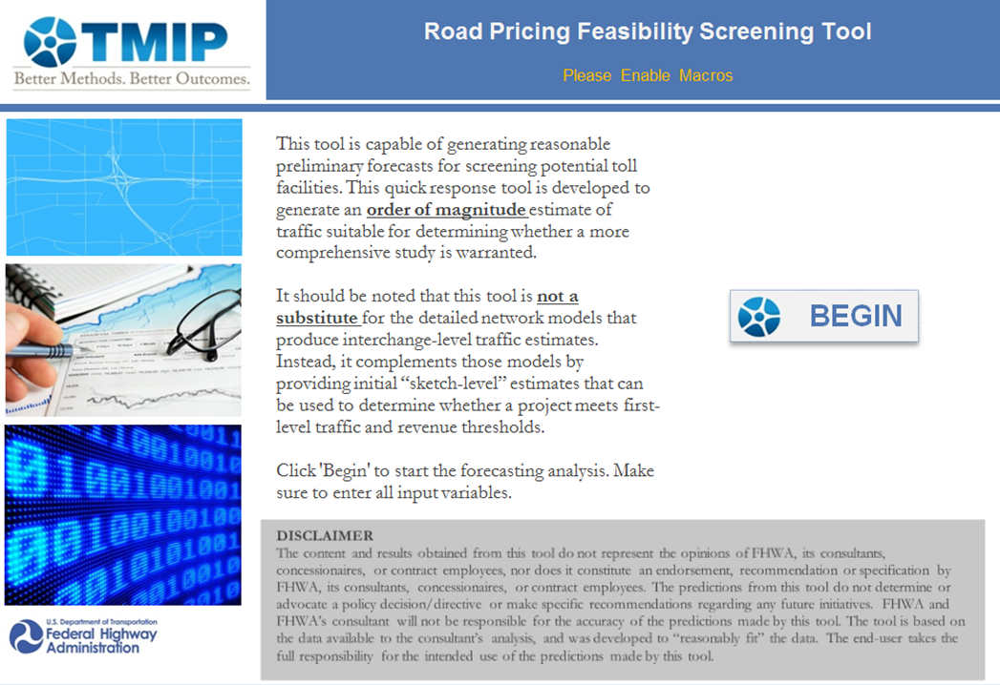 TMIP
Better Methods. Better Outcomes.
Road Pricing Feasibility Screening Tool
Please Enable Macros
This tool is capable of generating reasonable
preliminary forecasts for screening potential toll
facilities. This quick response tool is developed to
generate an order of magnitude estimate of
traffic suitable for determining whether a more
comprehensive study is warranted.
It should be noted that this tool is not a
substitute for the detailed network models that
produce interchange-level traffic estimates.
Instead, it complements those models by
providing initial “sketch-level” estimates that can
be used to determine whether a project meets first-
level traffic and revenue thresholds.
Click 'Begin' to start the forecasting analysis. Make
sure to enter all input variables.
BEGIN
DISCLAIMER
The content and results obtained from this tool do not represent the opinions of FHWA, its consultants,
concessionaires, or contract employees, nor does it constitute an endorsement, recommendation or specification by
FHWA, its consultants, concessionaires, or contract employees. The predictions from this tool do not determine or
advocate a policy decision/directive or make specific recommendations regarding any future initiatives. FHWA and
FHWA's consultant will not be responsible for the accuracy of the predictions made by this tool. The tool is based on
the data available to the consultant's analysis, and was developed to “reasonably fit” the data. The end-user takes the
full responsibility for the intended use of the predictions made by this tool.
U.S. Department of Transportation
Federal Highway
Administration